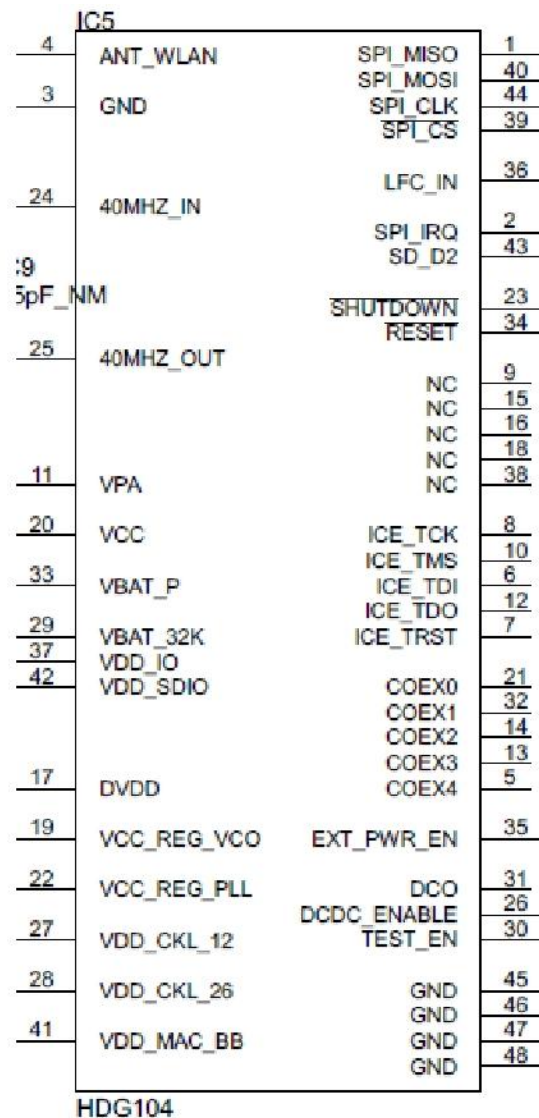 IC5
4 ANT_WLAN SPI_MISO 1
SPI_MOSI 40
3 GND SPI_CLK 44
SPI_CS 39
LFC_IN 36
24 40MHZ_IN
SPI_IRQ 2
SD_D2 43
:9
5pF_NM
SHUTDOWN 23
RESET 34
25 40MHZ_OUT
NC 9
NC 15
NC 16
NC 18
11 VPA NC 38
20 VCC ICE_TCK 8
ICE_TMS 10
33 VBAT_P ICE_TDI 6
ICE_TDO 12
29 VBAT_32K ICE_TRST 7
37 VDD_IO
42 VDD_SDIO COEX0 21
COEX1 32
COEX2 14
COEX3 13
17 DVDD COEX4 5
19 VCC_REG_VCO EXT_PWR_EN 35
22 VCC_REG_PLL DCO 31
DCDC_ENABLE 26
27 VDD_CKL_12 TEST_EN 30
28 VDD_CKL_26 GND 45
GND 46
41 VDD_MAC_BB GND 47
GND 48
HDG104